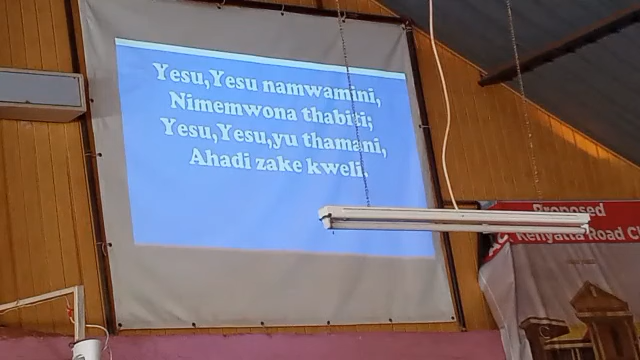 Yesu,Yesu namwamini,
Nimemwona thabiti;
Yesu,Yesu,yu thamani,
Ahadi zake kweli.
Proposed
Kenyatta Road